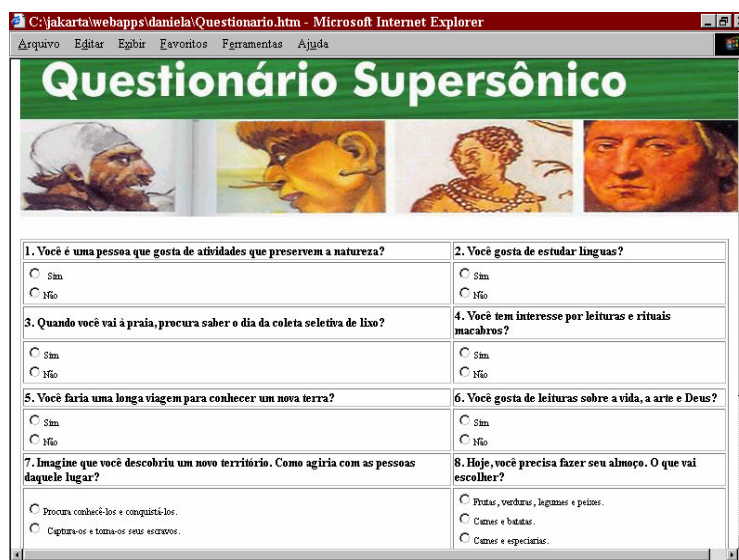 C:\jakarta\webapps\daniela\Questionario.htm - Microsoft Internet Explorer
Arquivo Editar Exibir Favoritos Ferramentas Ajuda
Questionário Supersônico
1. Você é uma pessoa que gosta de atividades que preservem a natureza?
2. Você gosta de estudar línguas?
Sim
Não
Sim
Não
3. Quando você vai à praia, procura saber o dia da coleta seletiva de lixo?
4. Você tem interesse por leituras e rituais
macabros?
Sim
Não
Sim
Não
5. Você faria uma longa viagem para conhecer um nova terra?
6. Você gosta de leituras sobre a vida, a arte e Deus?
Sim
Não
Sim
Não
7. Imagine que você descobriu um novo território. Como agiria com as pessoas
daquele lugar?
8. Hoje, você precisa fazer seu almoço. O que vai
escolher?
Procura conhecê-los e conquistá-los.
Captura-os e torna-os seus escravos.
Frutas, verduras, legumes e peixes.
Carnes e batatas.
Carnes e especiarias.